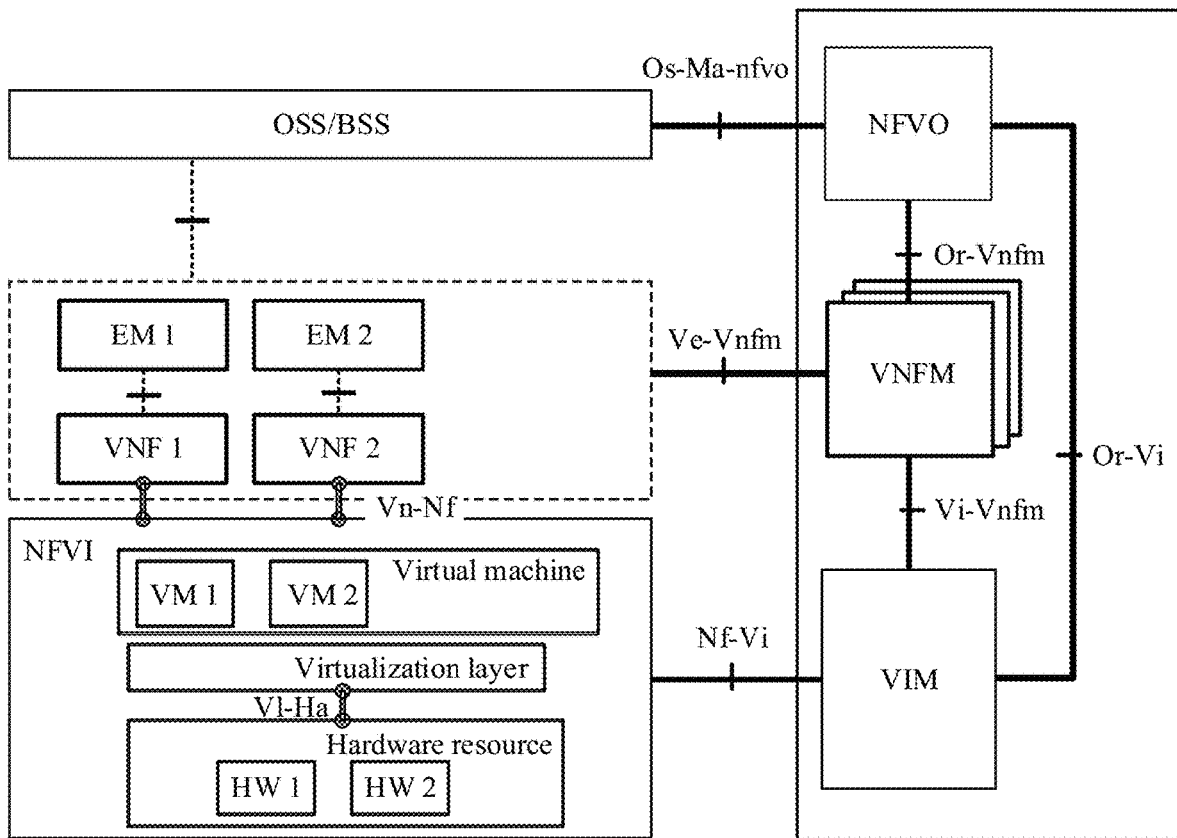 Os-Ma-nfvo
OSS/BSS
NFVO
Or-Vnfm
EM 1
EM 2
Ve-Vnfm
VNFM
VNF 1
VNF 2
Or-Vi
Vn-Nf
Vi-Vnfm
NFVI
Virtual machine
VM 1
VM 2
Nf-Vi
Virtualization layer
VIM
Vl-Ha
Hardware resource
HW 1
HW 2